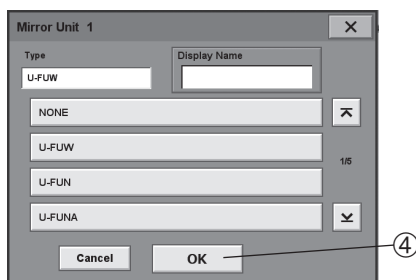 Mirror Unit 1
Type
Display Name
U-FUW
NONE
U-FUW
1/5
U-FUN
U-FUNA
Cancel
OK
④